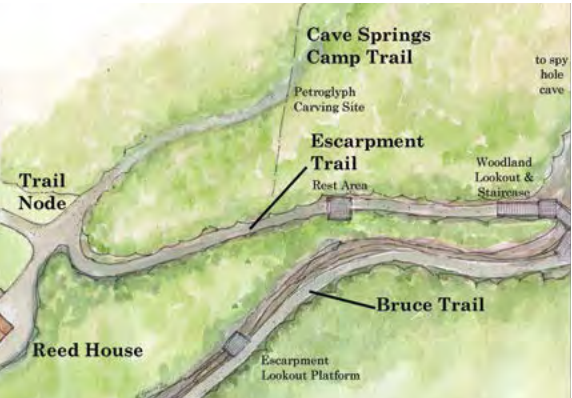 Cave Springs
Camp Trail
to spy
hole
cave
Petroglyph
Carving Site
Escarpment
Trail
Woodland
Lookout &
Staircase
Trail
Node
Rest Area
Bruce Trail
Reed House
Escarpment
Lookout Platform